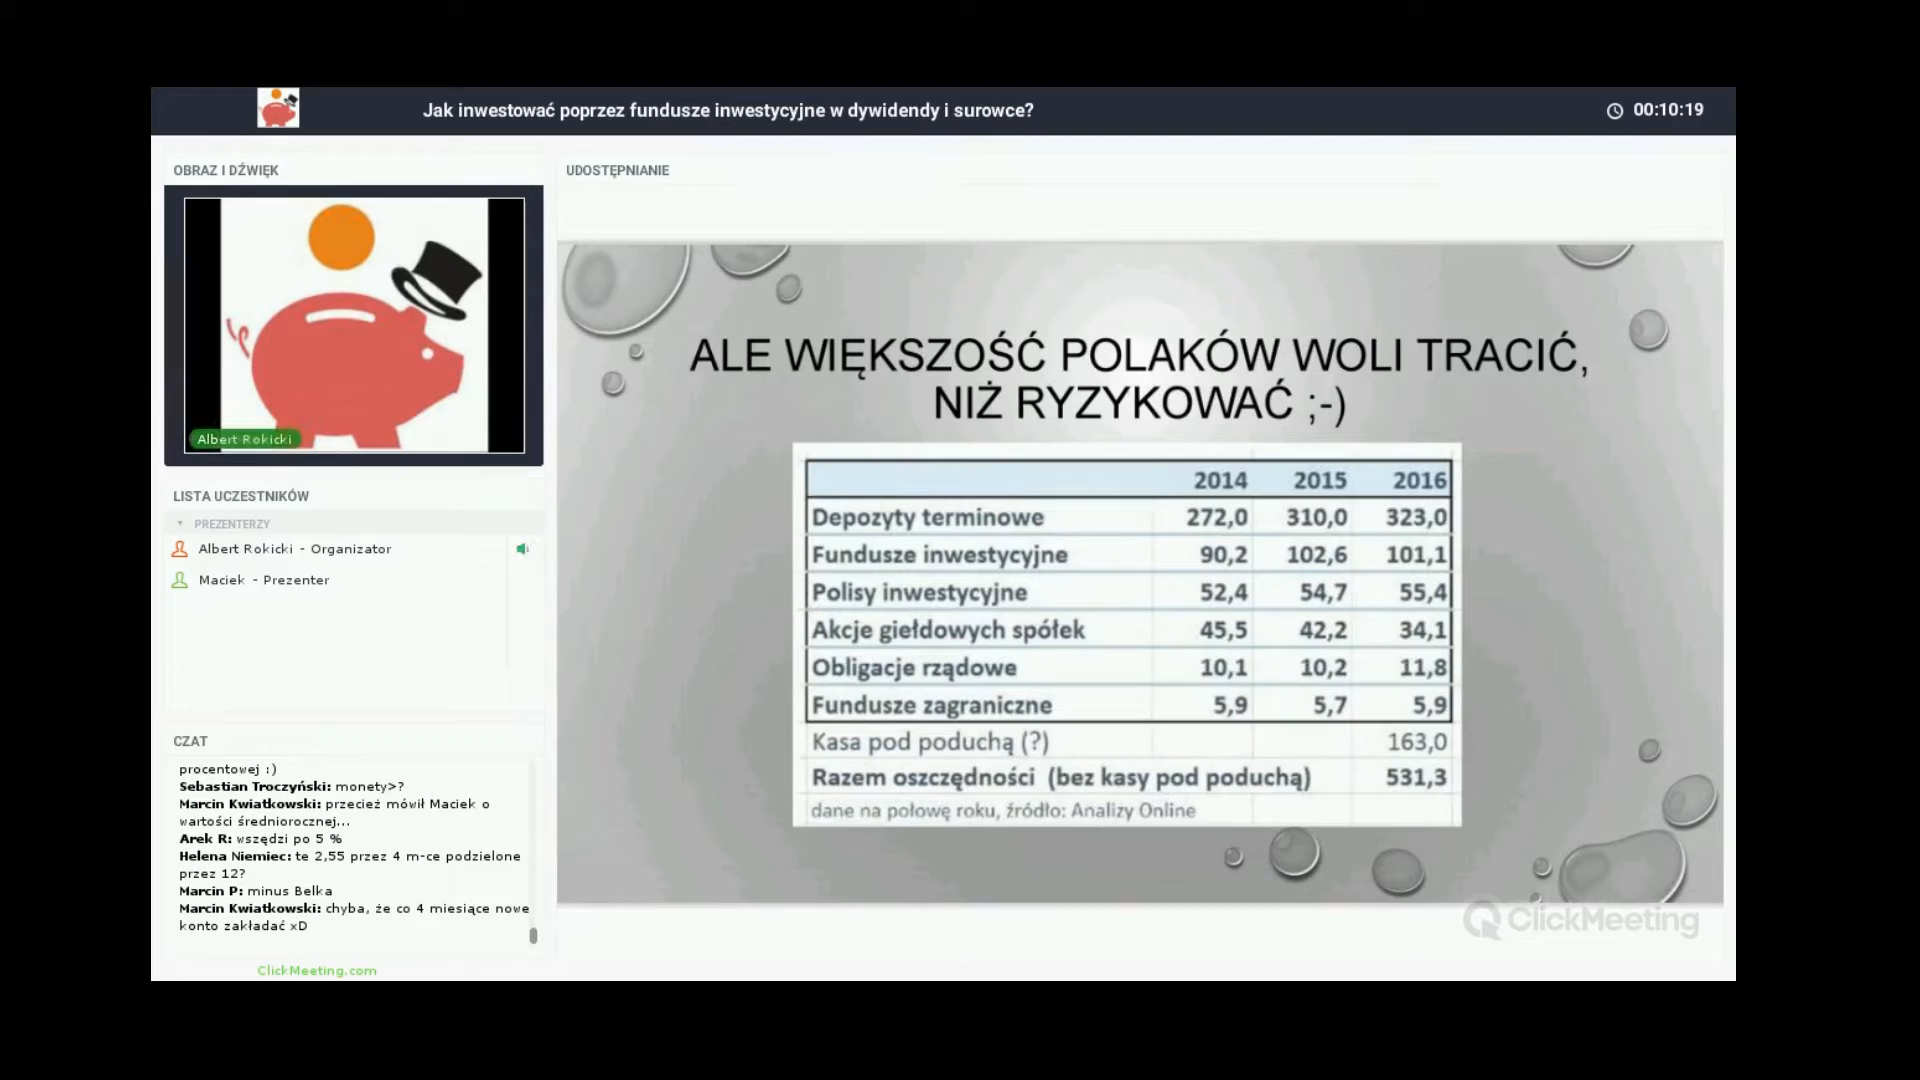 Jak inwestować poprzez fundusze inwestycyjne w dywidendy i surowce?
00:10:19
OBRAZ I DŹWIĘK
Albert Rokicki
LISTA UCZESTNIKÓW
PREZENTERZY
Albert Rokicki - Organizator
Maciek - Prezenter
CZAT
procentowej :)
Sebastian Troczyński: monety>?
Marcin Kwiatkowski: przecież mówił Maciek o
wartości średniorocznej...
Arek R: wszędzi po 5 %
Helena Niemiec: te 2,55 przez 4 m-ce podzielone
przez 12?
Marcin P: minus Belka
Marcin Kwiatkowski: chyba, że co 4 miesiące nowe
konto zakładać xD
ClickMeeting.com
UDOSTĘPNIANIE
ALE WIĘKSZOŚĆ POLAKÓW WOLI TRACIĆ,
NIŻ RYZYKOWAĆ ;-)
2014 2015 2016
Depozyty terminowe 272,0 310,0 323,0
Fundusze inwestycyjne 90,2 102,6 101,1
Polisy inwestycyjne 52,4 54,7 55,4
Akcje giełdowych spółek 45,5 42,2 34,1
Obligacje rządowe 10,1 10,2 11,8
Fundusze zagraniczne 5,9 5,7 5,9
Kasa pod poduchą (?) 163,0
Razem oszczędności (bez kasy pod poduchą) 531,3
dane na połowę roku, źródło: Analizy Online
ClickMeeting